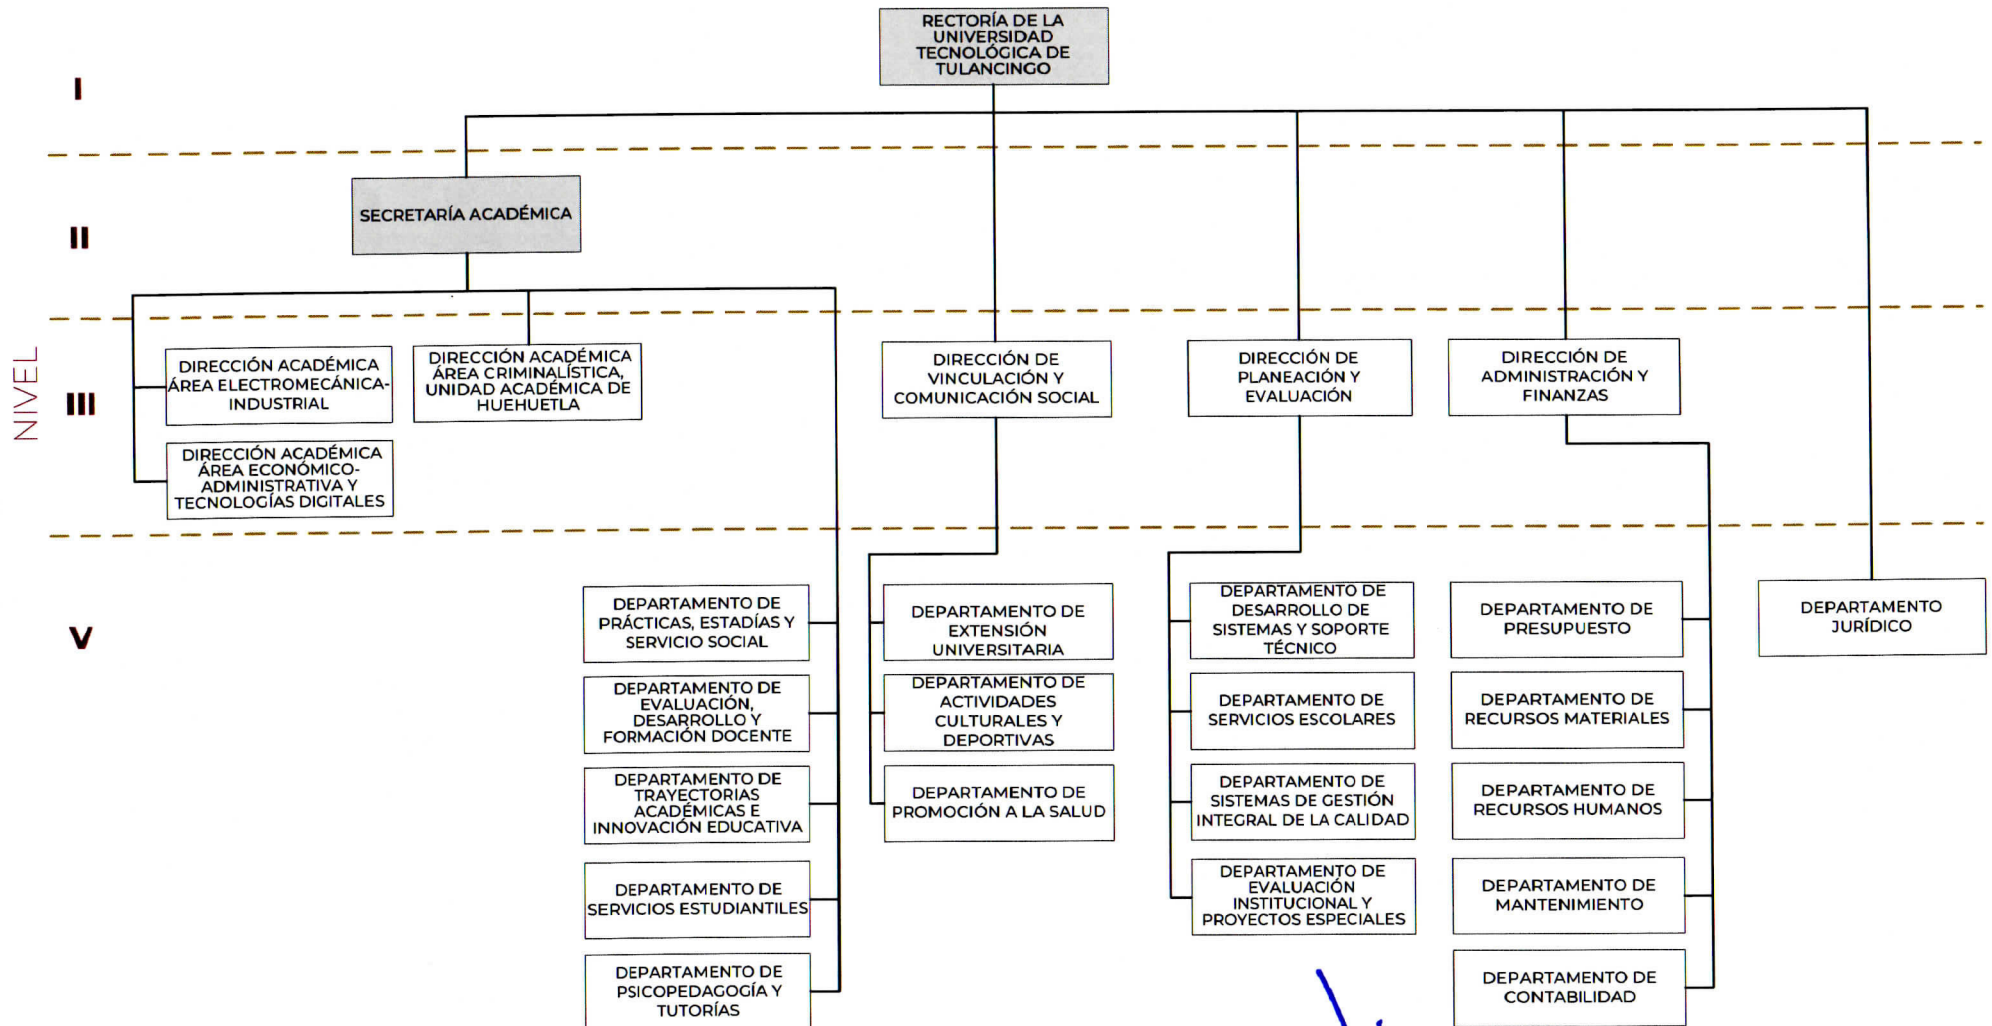 RECTORÍA DE LA
UNIVERSIDAD
TECNOLÓGICA DE
TULANCINGO
I
SECRETARÍA ACADÉMICA
II
NIVEL
III
DIRECCIÓN ACADÉMICA
ÁREA ELECTROMECÁNICA-
INDUSTRIAL
DIRECCIÓN ACADÉMICA
ÁREA CRIMINALÍSTICA,
UNIDAD ACADÉMICA DE
HUEHUETLA
DIRECCIÓN DE
VINCULACIÓN Y
COMUNICACIÓN SOCIAL
DIRECCIÓN DE
PLANEACIÓN Y
EVALUACIÓN
DIRECCIÓN DE
ADMINISTRACIÓN Y
FINANZAS
DIRECCIÓN ACADÉMICA
ÁREA ECONÓMICO-
ADMINISTRATIVA Y
TECNOLOGÍAS DIGITALES
V
DEPARTAMENTO DE
PRÁCTICAS, ESTADÍAS Y
SERVICIO SOCIAL
DEPARTAMENTO DE
EXTENSIÓN
UNIVERSITARIA
DEPARTAMENTO DE
DESARROLLO DE
SISTEMAS Y SOPORTE
TÉCNICO
DEPARTAMENTO DE
PRESUPUESTO
DEPARTAMENTO
JURÍDICO
DEPARTAMENTO DE
EVALUACIÓN,
DESARROLLO Y
FORMACIÓN DOCENTE
DEPARTAMENTO DE
ACTIVIDADES
CULTURALES Y
DEPORTIVAS
DEPARTAMENTO DE
SERVICIOS ESCOLARES
DEPARTAMENTO DE
RECURSOS MATERIALES
DEPARTAMENTO DE
TRAYECTORIAS
ACADÉMICAS E
INNOVACIÓN EDUCATIVA
DEPARTAMENTO DE
PROMOCIÓN A LA SALUD
DEPARTAMENTO DE
SISTEMAS DE GESTIÓN
INTEGRAL DE LA CALIDAD
DEPARTAMENTO DE
RECURSOS HUMANOS
DEPARTAMENTO DE
SERVICIOS ESTUDIANTILES
DEPARTAMENTO DE
EVALUACIÓN
INSTITUCIONAL Y
PROYECTOS ESPECIALES
DEPARTAMENTO DE
MANTENIMIENTO
DEPARTAMENTO DE
PSICOPEDAGOGÍA Y
TUTORÍAS
DEPARTAMENTO DE
CONTABILIDAD